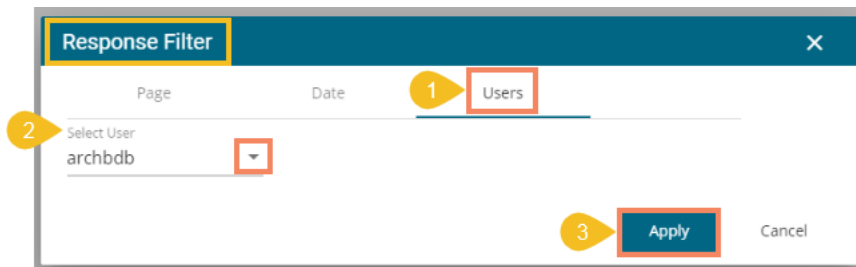 Response Filter
Page Date 1 Users
2 Select User
archbdb
3 Apply Cancel